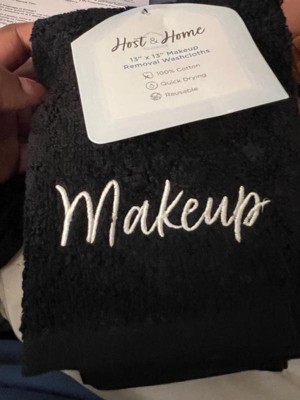 Host & Home
13" x 13" Makeup
Removal Washcloths
100% Cotton
Quick Drying
Reusable
Makeup